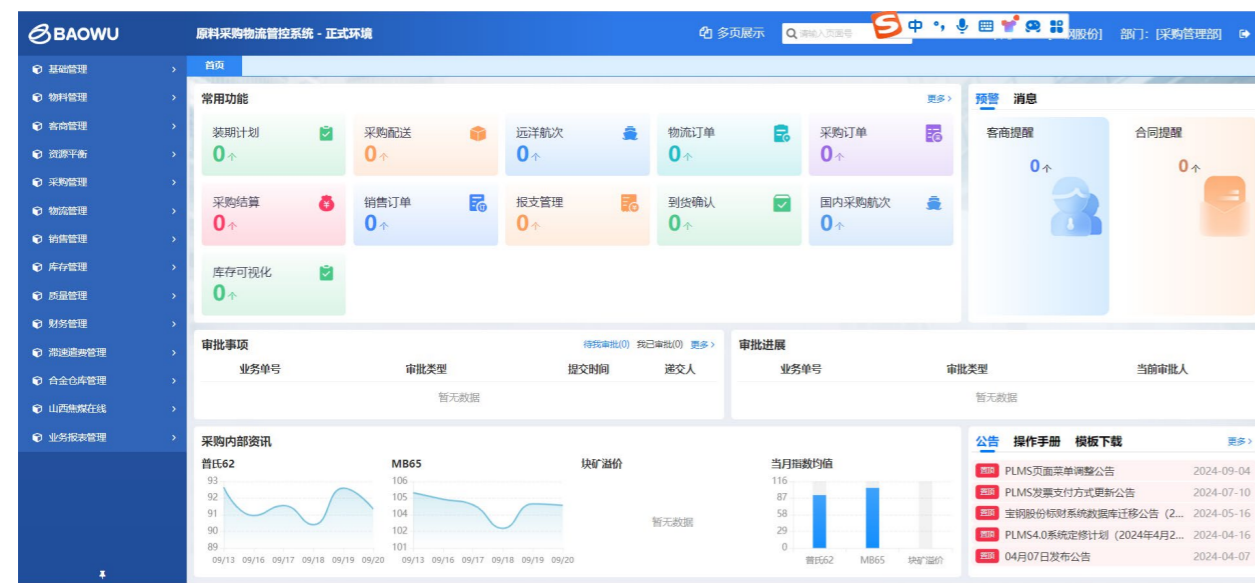 BAOWU
原料采购物流管控系统 - 正式环境
多页展示
请输入页面号
中
钢股份] 部门: [采购管理部]
基础管理
物料管理
客商管理
资源平衡
采购管理
物流管理
销售管理
库存管理
质量管理
财务管理
滞速遣费管理
合金仓库管理
山西焦煤在线
业务报表管理
首页
常用功能 更多
装期计划 采购配送 远洋航次 物流订单 采购订单
0个 0个 0个 0个 0个
采购结算 销售订单 报支管理 到货确认 国内采购航次
0个 0个 0个 0个 0个
库存可视化
0个
预警 消息
客商提醒 合同提醒
0个 0个
审批事项 待我审批(0) 我已审批(0) 更多
业务单号 审批类型 提交时间 递交人
暂无数据
审批进展
业务单号 审批类型 当前审批人
暂无数据
采购内部资讯
普氏62
93
92
91
90
89
09/13 09/16 09/17 09/18 09/19 09/20
MB65
106
105
104
102
101
09/13 09/16 09/17 09/18 09/19 09/20
块矿溢价
暂无数据
当月指数均值
116
87
58
29
0
普氏62 MB65 块矿溢价
公告 操作手册 模板下载 更多
置顶 PLMS页面菜单调整公告 2024-09-04
置顶 PLMS发票支付方式更新公告 2024-07-10
置顶 宝钢股份标财系统数据库迁移公告（2... 2024-05-16
置顶 PLMS4.0系统定修计划（2024年4月2... 2024-04-16
置顶 04月07日发布公告 2024-04-07